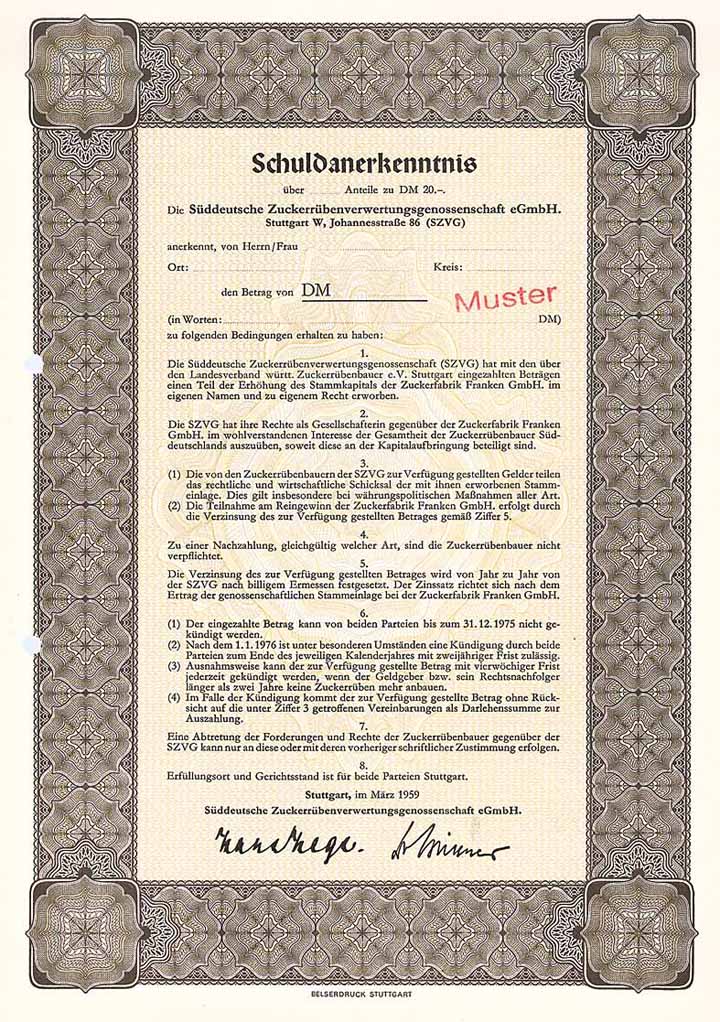 Schuldanerkenntnis
über ........ Anteile zu DM 20.–.
Die Süddeutsche Zuckerrübenverwertungsgenossenschaft eGmbH.
Stuttgart W, Johannesstraße 86 (SZVG)
anerkennt, von Herrn/Frau
Ort: Kreis:
den Betrag von DM
Muster
(in Worten: DM)
zu folgenden Bedingungen erhalten zu haben:
1.
Die Süddeutsche Zuckerrübenverwertungsgenossenschaft (SZVG) hat mit den über
den Landesverband württ. Zuckerrübenbauer e.V. Stuttgart eingezahlten Beträgen
einen Teil der Erhöhung des Stammkapitals der Zuckerfabrik Franken GmbH. im
eigenen Namen und zu eigenem Recht erworben.
2.
Die SZVG hat ihre Rechte als Gesellschafterin gegenüber der Zuckerfabrik Franken
GmbH. im wohlverstandenen Interesse der Gesamtheit der Zuckerrübenbauer Süd-
deutschlands auszuüben, soweit diese an der Kapitalaufbringung beteiligt sind.
3.
(1) Die von den Zuckerrübenbauern der SZVG zur Verfügung gestellten Gelder teilen
das rechtliche und wirtschaftliche Schicksal der mit ihnen erworbenen Stamm-
einlage. Dies gilt insbesondere bei währungspolitischen Maßnahmen aller Art.
(2) Die Teilnahme am Reingewinn der Zuckerfabrik Franken GmbH. erfolgt durch
die Verzinsung des zur Verfügung gestellten Betrages gemäß Ziffer 5.
4.
Zu einer Nachzahlung, gleichgültig welcher Art, sind die Zuckerrübenbauer nicht
verpflichtet.
5.
Die Verzinsung des zur Verfügung gestellten Betrages wird von Jahr zu Jahr von
der SZVG nach billigem Ermessen festgesetzt. Der Zinssatz richtet sich nach dem
Ertrag der genossenschaftlichen Stammeinlage bei der Zuckerfabrik Franken GmbH.
6.
(1) Der eingezahlte Betrag kann von beiden Parteien bis zum 31.12.1975 nicht ge-
kündigt werden.
(2) Nach dem 1.1.1976 ist unter besonderen Umständen eine Kündigung durch beide
Parteien zum Ende des jeweiligen Kalenderjahres mit zweijähriger Frist zulässig.
(3) Ausnahmsweise kann der zur Verfügung gestellte Betrag mit vierwöchiger Frist
jederzeit gekündigt werden, wenn der Geldgeber bzw. sein Rechtsnachfolger
länger als zwei Jahre keine Zuckerrüben mehr anbauen.
(4) Im Falle der Kündigung kommt der zur Verfügung gestellte Betrag ohne Rück-
sicht auf die unter Ziffer 3 getroffenen Vereinbarungen als Darlehenssumme zur
Auszahlung.
7.
Eine Abtretung der Forderungen und Rechte der Zuckerrübenbauer gegenüber der
SZVG kann nur an diese oder mit deren vorheriger schriftlicher Zustimmung erfolgen.
8.
Erfüllungsort und Gerichtsstand ist für beide Parteien Stuttgart.
Stuttgart, im März 1959
Süddeutsche Zuckerrübenverwertungsgenossenschaft eGmbH.
BELSERDRUCK STUTTGART